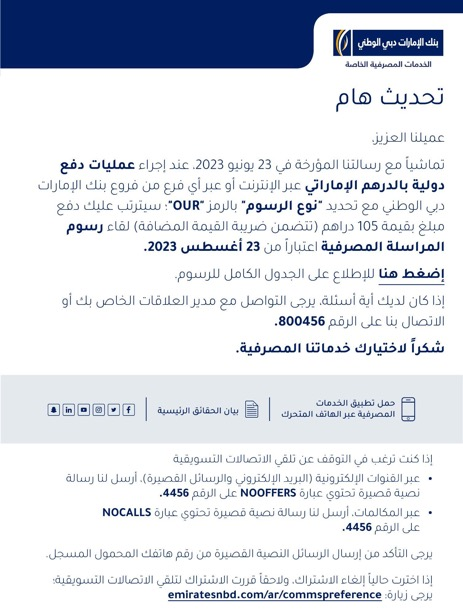 بنك الإمارات دبي الوطني
الخدمات المصرفية الخاصة
تحديث هام
عميلنا العزيز،
تماشياً مع رسالتنا المؤرخة في 23 يونيو 2023، عند إجراء عمليات دفع
دولية بالدرهم الإماراتي عبر الإنترنت أو عبر أي فرع من فروع بنك الإمارات
دبي الوطني مع تحديد "نوع الرسوم" بالرمز "OUR"؛ سيترتب عليك دفع
مبلغ بقيمة 105 دراهم (تتضمن ضريبة القيمة المضافة) لقاء رسوم
المراسلة المصرفية اعتباراً من 23 أغسطس 2023.
إضغط هنا للإطلاع على الجدول الكامل للرسوم.
إذا كان لديك أية أسئلة، يرجى التواصل مع مدير العلاقات الخاص بك أو
الاتصال بنا على الرقم 800456.
شكراً لاختيارك خدماتنا المصرفية.
حمل تطبيق الخدمات
المصرفية عبر الهاتف المتحرك
بيان الحقائق الرئيسية
إذا كنت ترغب في التوقف عن تلقي الاتصالات التسويقية
• عبر القنوات الإلكترونية (البريد الإلكتروني والرسائل القصيرة)، أرسل لنا رسالة
نصية قصيرة تحتوي عبارة NOOFFERS على الرقم 4456.
• عبر المكالمات، أرسل لنا رسالة نصية قصيرة تحتوي عبارة NOCALLS
على الرقم 4456.
يرجى التأكد من إرسال الرسائل النصية القصيرة من رقم هاتفك المحمول المسجل.
إذا اخترت حالياً إلغاء الاشتراك، ولاحقاً قررت الاشتراك لتلقي الاتصالات التسويقية؛
يرجى زيارة: emiratesnbd.com/ar/commspreference